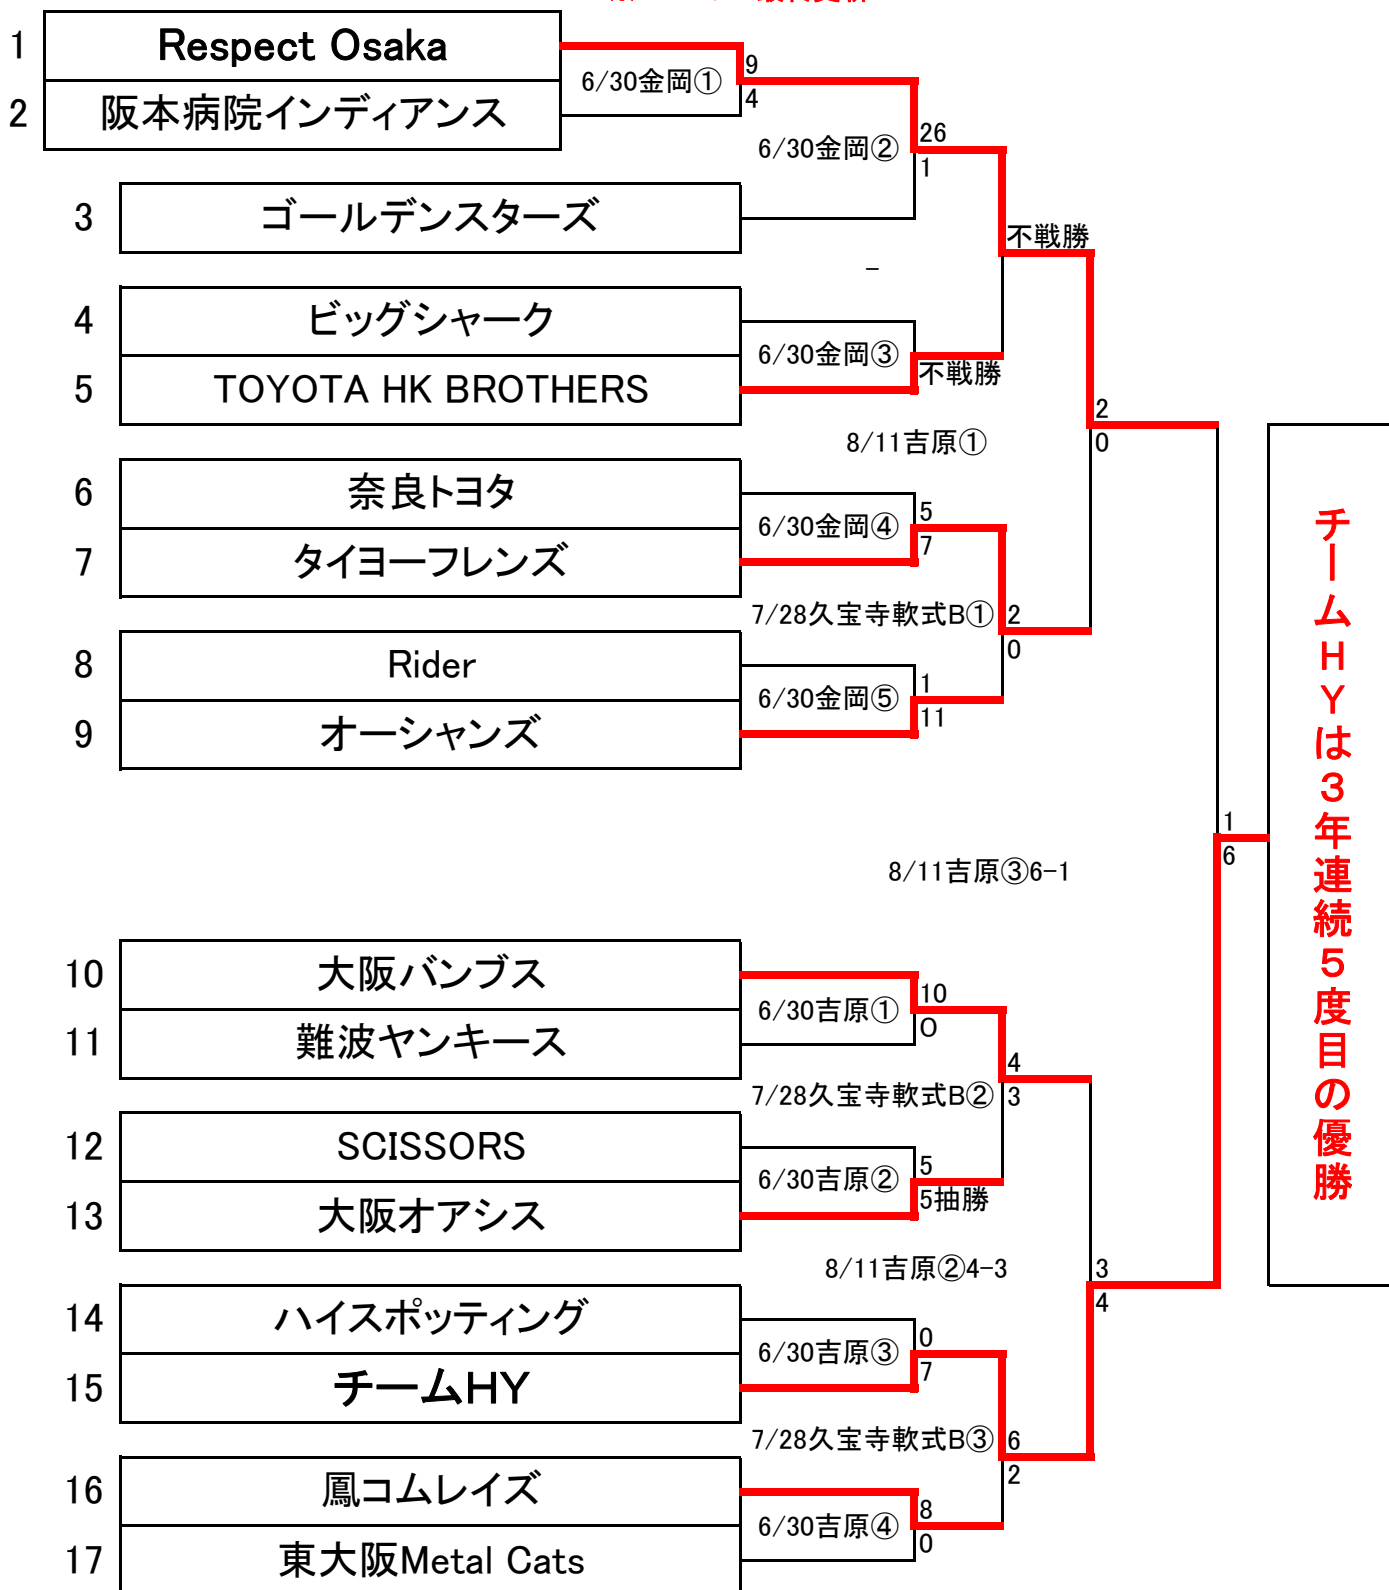 1 Respect Osaka
9
6/30金岡①
4
2 阪本病院インディアンス
26
6/30金岡②
1
3 ゴールデンスターズ
不戦勝
-
4 ビッグシャーク
6/30金岡③
不戦勝
5 TOYOTA HK BROTHERS
2
8/11吉原①
0
6 奈良トヨタ
5
6/30金岡④
7
7 タイヨーフレンズ
7/28久宝寺軟式B①
2
0
8 Rider
1
6/30金岡⑤
11
9 オーシャンズ
1
6
8/11吉原③6-1
チームHYは3年連続5度目の優勝
10 大阪バンブス
10
6/30吉原①
0
11 難波ヤンキース
4
7/28久宝寺軟式B②
3
12 SCISSORS
5
6/30吉原②
5抽勝
13 大阪オアシス
8/11吉原②4-3
3
4
14 ハイスポッティング
0
6/30吉原③
7
15 チームHY
7/28久宝寺軟式B③
6
2
16 鳳コムレイズ
8
6/30吉原④
0
17 東大阪Metal Cats